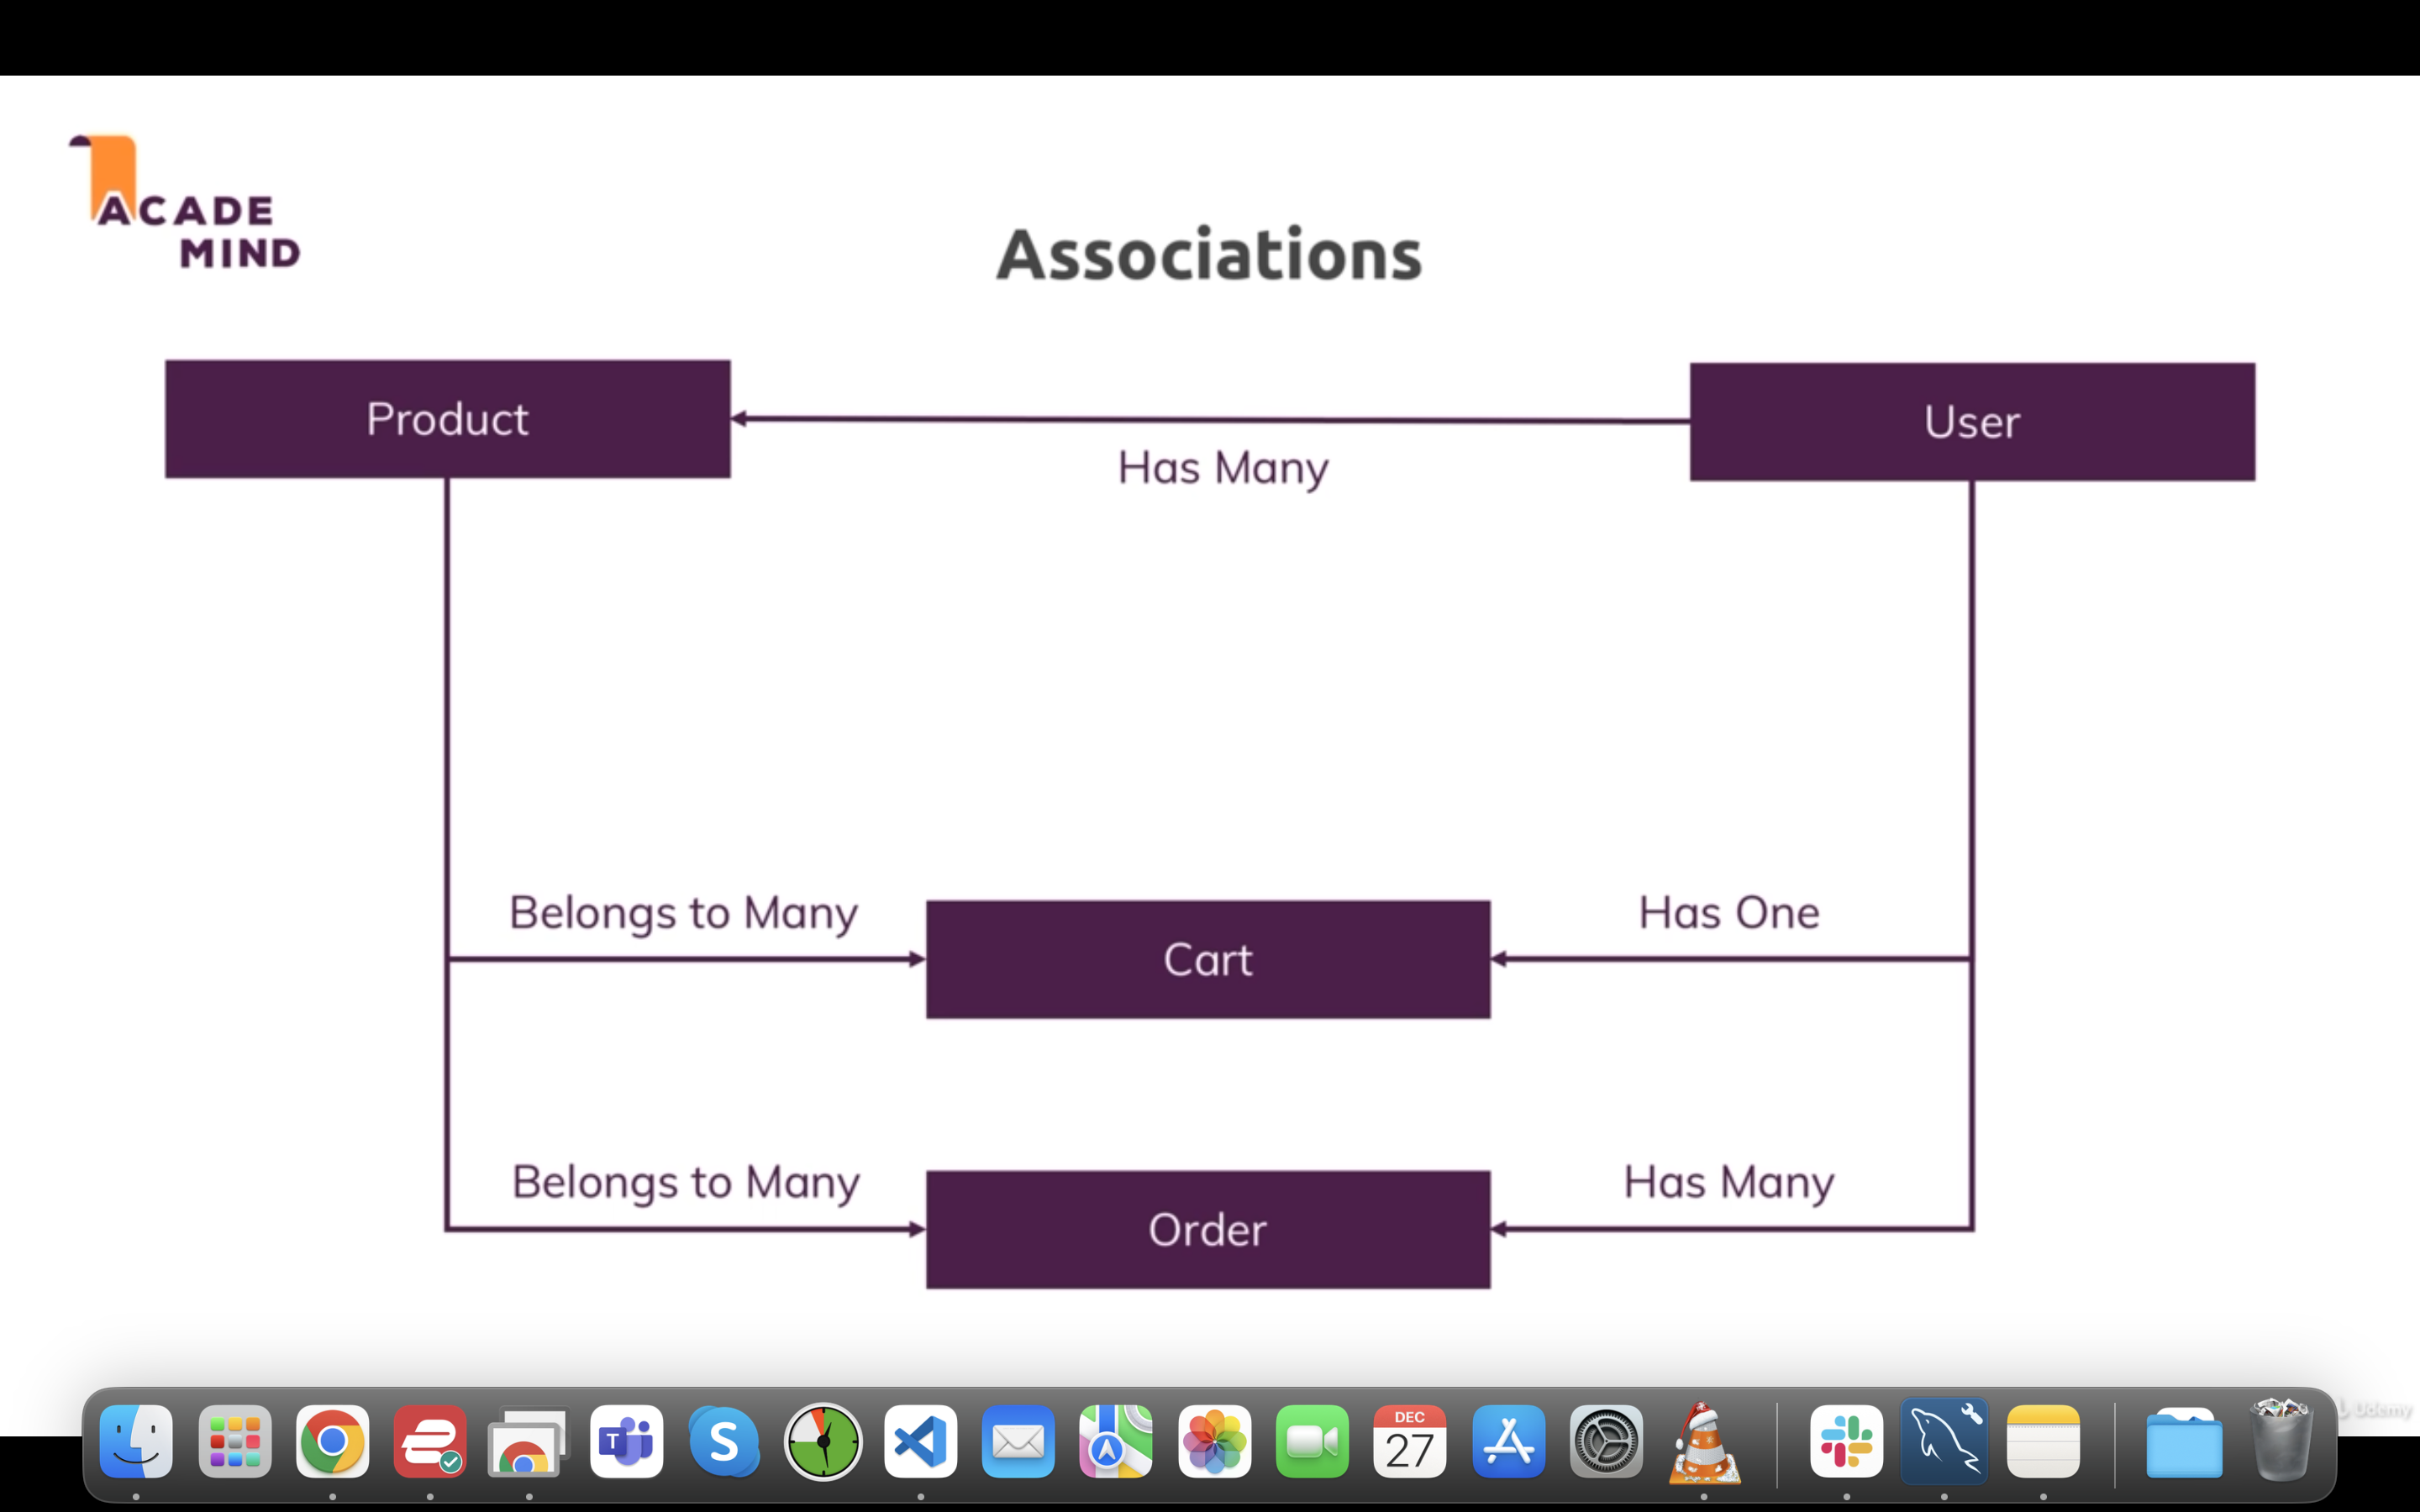 ACADE
MIND
Associations
Product
User
Has Many
Belongs to Many
Has One
Cart
Belongs to Many
Has Many
Order
T
S
DEC
27
Udemy